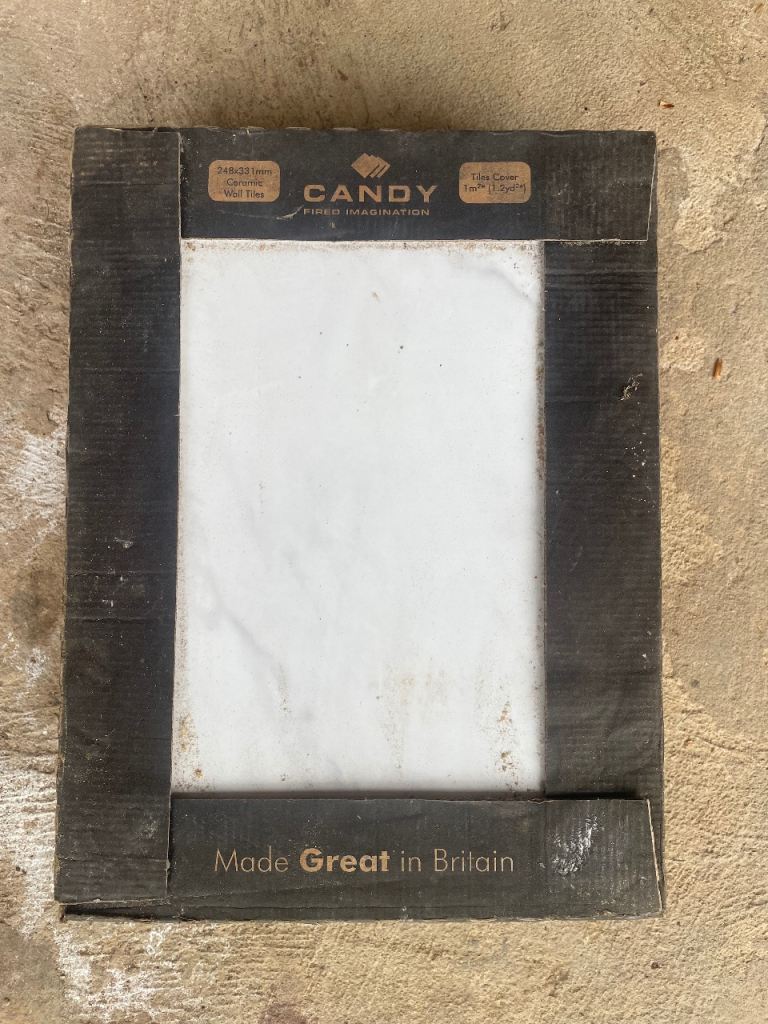 248x331mm
Ceramic
Wall Tiles
CANDY
FIRED IMAGINATION
Tiles Cover
1m²* (1.2yd²*)
Made Great in Britain